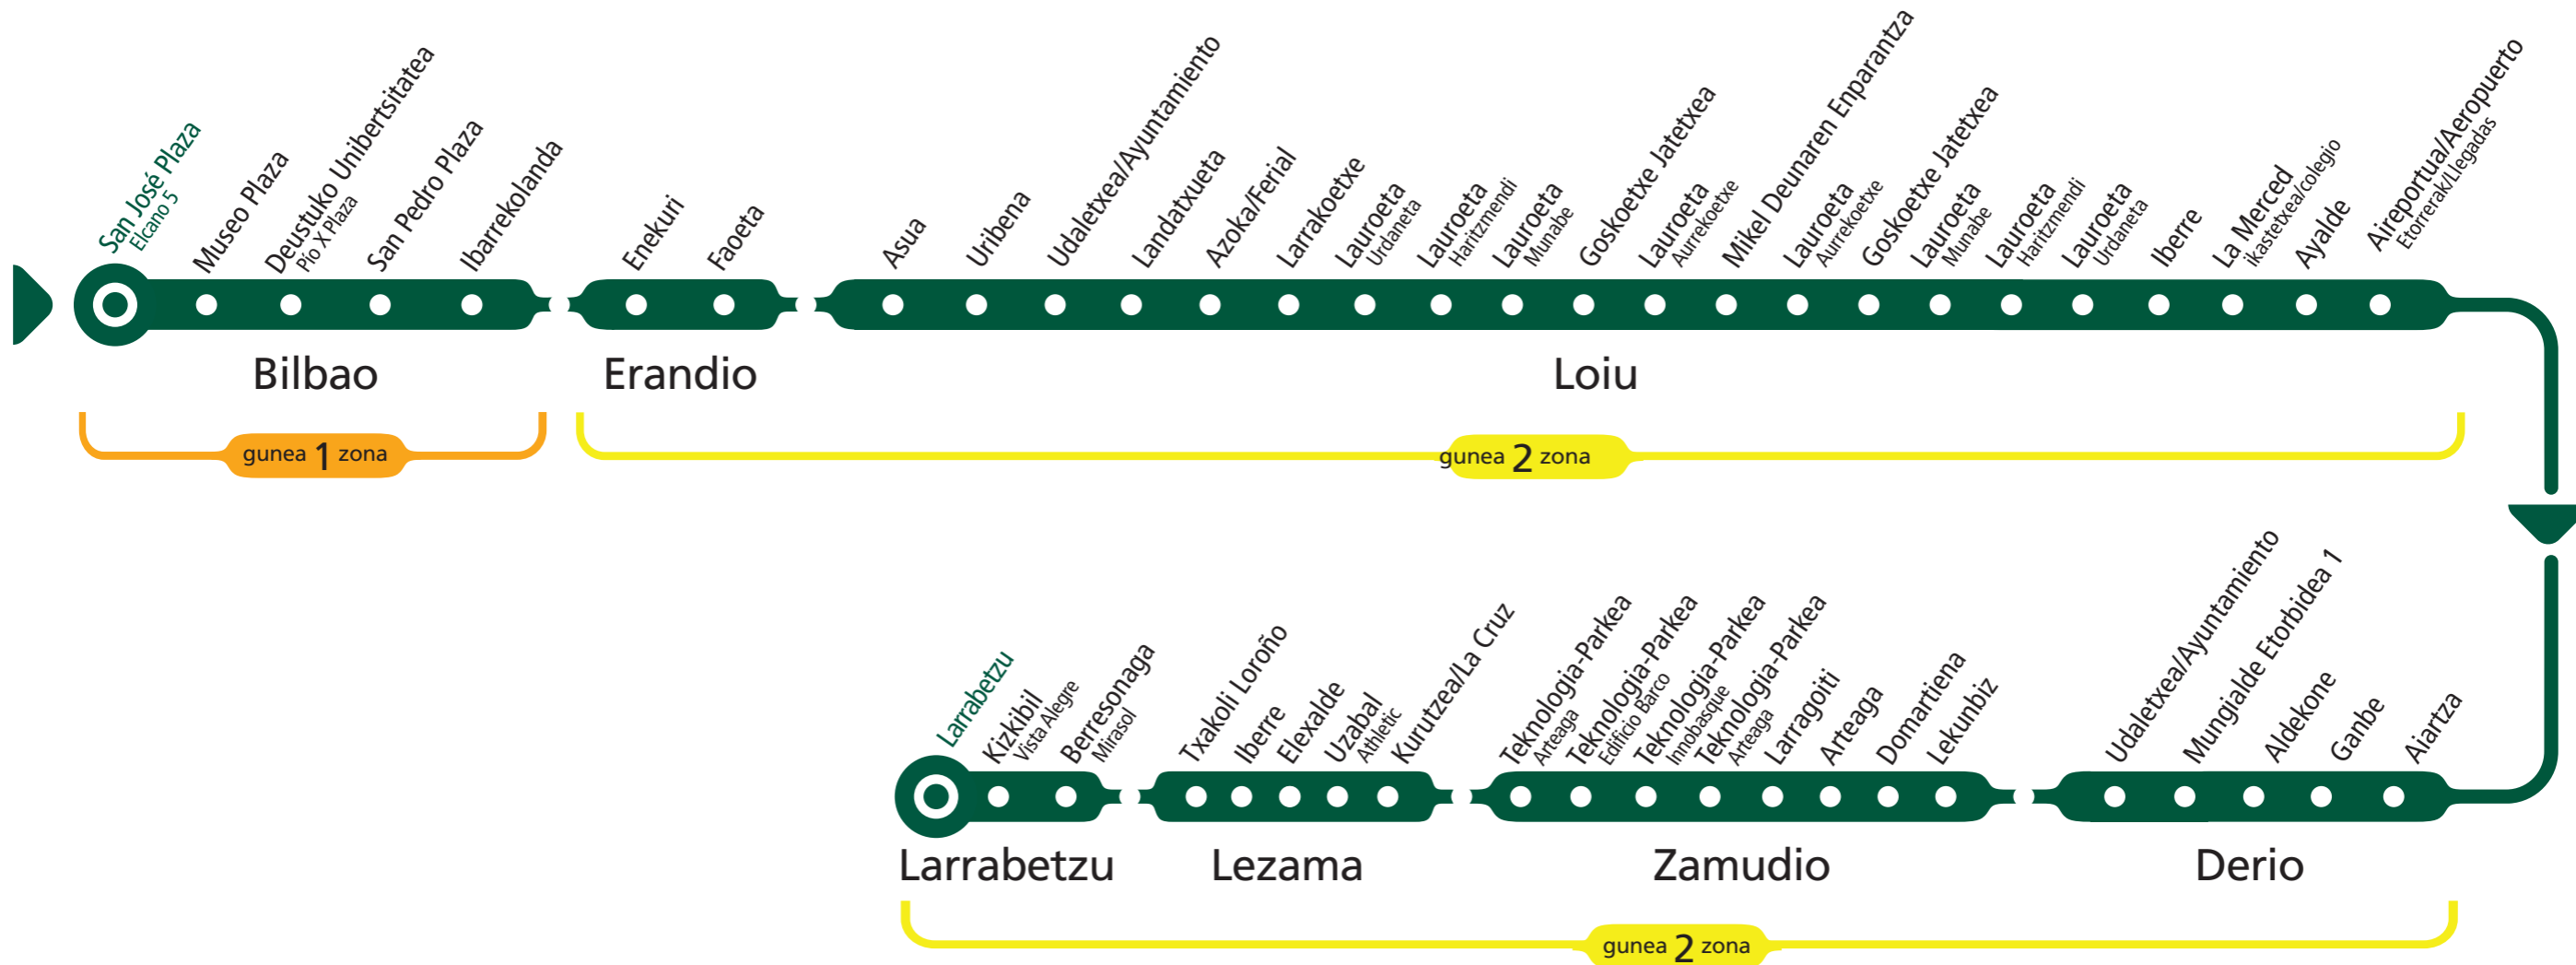 San José Plaza
Elcano 5
Museo Plaza
Deustuko Unibertsitatea
Pío X Plaza
San Pedro Plaza
Ibarrekolanda
Enekuri
Faoeta
Asua
Uribena
Udaletxea/Ayuntamiento
Landatxueta
Azoka/Ferial
Larrakoetxe
Lauroeta
Urdaneta
Lauroeta
Haritzmendi
Lauroeta
Munabe
Goskoetxe Jatetxea
Lauroeta
Aurrekoetxe
Mikel Deunaren Enparantza
Lauroeta
Aurrekoetxe
Goskoetxe Jatetxea
Lauroeta
Munabe
Lauroeta
Haritzmendi
Lauroeta
Urdaneta
Iberre
La Merced
ikastetxea/colegio
Ayalde
Aireportua/Aeropuerto
Etorrerak/Llegadas
Bilbao
Erandio
Loiu
gunea 1 zona
gunea 2 zona
Larrabetzu
Kizkibil
Vista Alegre
Berresonaga
Mirasol
Txakoli Loroño
Iberre
Elexalde
Uzabal
Athletic
Kurutzea/La Cruz
Teknologia-Parkea
Arteaga
Teknologia-Parkea
Edificio Barco
Teknologia-Parkea
Innobasque
Teknologia-Parkea
Arteaga
Larragoiti
Arteaga
Domartiena
Lekunbiz
Udaletxea/Ayuntamiento
Mungialde Etorbidea 1
Aldekone
Ganbe
Aiartza
Larrabetzu
Lezama
Zamudio
Derio
gunea 2 zona